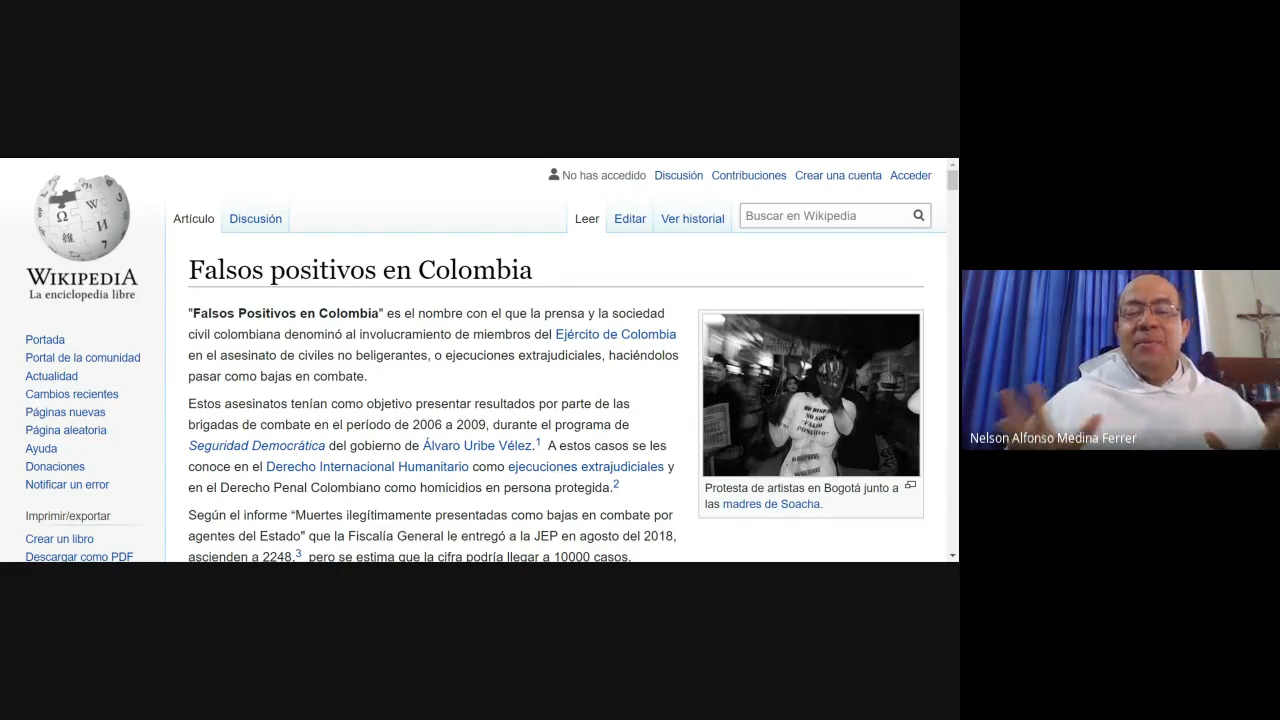 No has accedido Discusión Contribuciones Crear una cuenta Acceder
Artículo Discusión Leer Editar Ver historial Buscar en Wikipedia
WIKIPEDIA
La enciclopedia libre
Portada
Portal de la comunidad
Actualidad
Cambios recientes
Páginas nuevas
Página aleatoria
Ayuda
Donaciones
Notificar un error
Imprimir/exportar
Crear un libro
Descargar como PDF
Falsos positivos en Colombia
"Falsos Positivos en Colombia" es el nombre con el que la prensa y la sociedad
civil colombiana denominó al involucramiento de miembros del Ejército de Colombia
en el asesinato de civiles no beligerantes, o ejecuciones extrajudiciales, haciéndolos
pasar como bajas en combate.
Estos asesinatos tenían como objetivo presentar resultados por parte de las
brigadas de combate en el período de 2006 a 2009, durante el programa de
Seguridad Democrática del gobierno de Álvaro Uribe Vélez.1 A estos casos se les
conoce en el Derecho Internacional Humanitario como ejecuciones extrajudiciales y
en el Derecho Penal Colombiano como homicidios en persona protegida.2
Según el informe “Muertes ilegítimamente presentadas como bajas en combate por
agentes del Estado" que la Fiscalía General le entregó a la JEP en agosto del 2018,
ascienden a 2248,3 pero se estima que la cifra podría llegar a 10000 casos.
NO DISPA
NO SOY
"FALSO
POSITIVO"
Protesta de artistas en Bogotá junto a
las madres de Soacha.
Nelson Alfonso Medina Ferrer